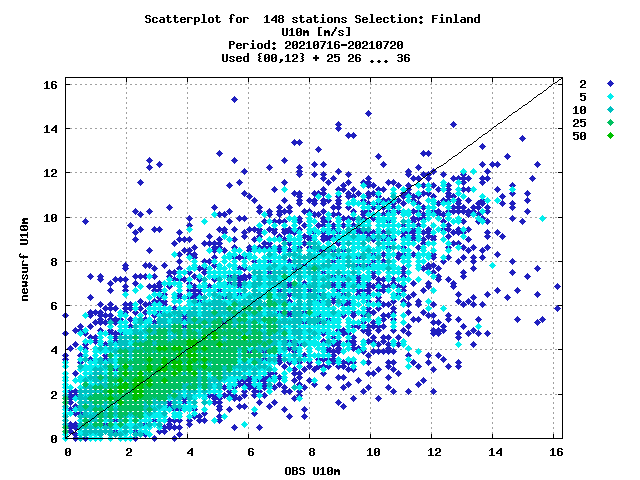 Scatterplot for  148 stations Selection: Finland
U10m [m/s]
Period: 20210716-20210720
Used {00,12} + 25 26 ... 36
16
14
12
10
8
6
4
2
0
newsurf U10m
0 2 4 6 8 10 12 14 16
OBS U10m
2
5
10
25
50